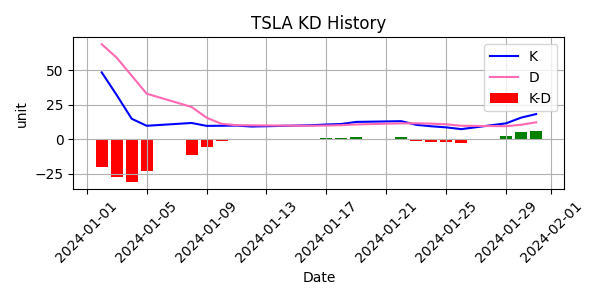 TSLA KD History
unit
50
25
0
−25
K
D
K-D
2024-01-01
2024-01-05
2024-01-09
2024-01-13
2024-01-17
2024-01-21
2024-01-25
2024-01-29
2024-02-01
Date